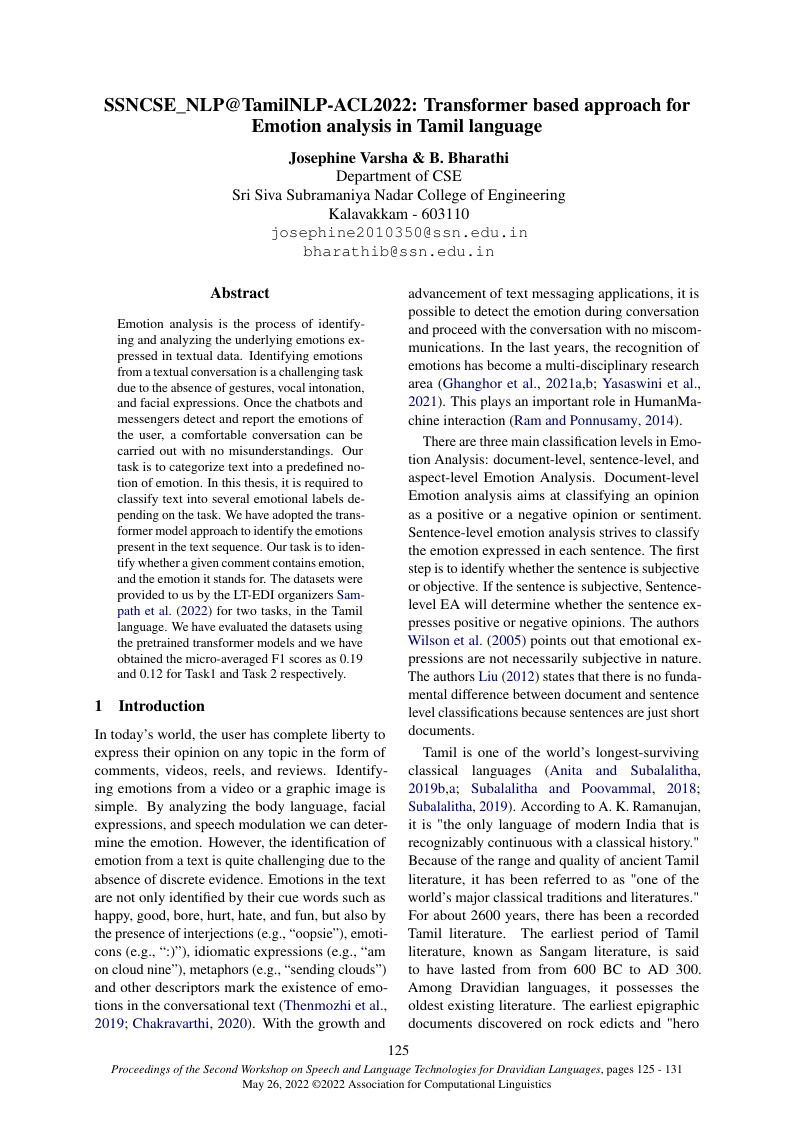 SSNCSE_NLP@TamilNLP-ACL2022: Transformer based approach for
Emotion analysis in Tamil language
Josephine Varsha & B. Bharathi
Department of CSE
Sri Siva Subramaniya Nadar College of Engineering
Kalavakkam - 603110
josephine2010350@ssn.edu.in
bharathib@ssn.edu.in
Abstract
Emotion analysis is the process of identify-
ing and analyzing the underlying emotions ex-
pressed in textual data. Identifying emotions
from a textual conversation is a challenging task
due to the absence of gestures, vocal intonation,
and facial expressions. Once the chatbots and
messengers detect and report the emotions of
the user, a comfortable conversation can be
carried out with no misunderstandings. Our
task is to categorize text into a predefined no-
tion of emotion. In this thesis, it is required to
classify text into several emotional labels de-
pending on the task. We have adopted the trans-
former model approach to identify the emotions
present in the text sequence. Our task is to iden-
tify whether a given comment contains emotion,
and the emotion it stands for. The datasets were
provided to us by the LT-EDI organizers Sam-
path et al. (2022) for two tasks, in the Tamil
language. We have evaluated the datasets using
the pretrained transformer models and we have
obtained the micro-averaged F1 scores as 0.19
and 0.12 for Task1 and Task 2 respectively.
1 Introduction
In today's world, the user has complete liberty to
express their opinion on any topic in the form of
comments, videos, reels, and reviews. Identify-
ing emotions from a video or a graphic image is
simple. By analyzing the body language, facial
expressions, and speech modulation we can deter-
mine the emotion. However, the identification of
emotion from a text is quite challenging due to the
absence of discrete evidence. Emotions in the text
are not only identified by their cue words such as
happy, good, bore, hurt, hate, and fun, but also by
the presence of interjections (e.g., “oopsie”), emoti-
cons (e.g., “:)”), idiomatic expressions (e.g., “am
on cloud nine”), metaphors (e.g., “sending clouds”)
and other descriptors mark the existence of emo-
tions in the conversational text (Thenmozhi et al.,
2019; Chakravarthi, 2020). With the growth and
advancement of text messaging applications, it is
possible to detect the emotion during conversation
and proceed with the conversation with no miscom-
munications. In the last years, the recognition of
emotions has become a multi-disciplinary research
area (Ghanghor et al., 2021a,b; Yasaswini et al.,
2021). This plays an important role in HumanMa-
chine interaction (Ram and Ponnusamy, 2014).
There are three main classification levels in Emo-
tion Analysis: document-level, sentence-level, and
aspect-level Emotion Analysis. Document-level
Emotion analysis aims at classifying an opinion
as a positive or a negative opinion or sentiment.
Sentence-level emotion analysis strives to classify
the emotion expressed in each sentence. The first
step is to identify whether the sentence is subjective
or objective. If the sentence is subjective, Sentence-
level EA will determine whether the sentence ex-
presses positive or negative opinions. The authors
Wilson et al. (2005) points out that emotional ex-
pressions are not necessarily subjective in nature.
The authors Liu (2012) states that there is no funda-
mental difference between document and sentence
level classifications because sentences are just short
documents.
Tamil is one of the world's longest-surviving
classical languages (Anita and Subalalitha,
2019b,a; Subalalitha and Poovammal, 2018;
Subalalitha, 2019). According to A. K. Ramanujan,
it is "the only language of modern India that is
recognizably continuous with a classical history."
Because of the range and quality of ancient Tamil
literature, it has been referred to as "one of the
world's major classical traditions and literatures."
For about 2600 years, there has been a recorded
Tamil literature. The earliest period of Tamil
literature, known as Sangam literature, is said
to have lasted from from 600 BC to AD 300.
Among Dravidian languages, it possesses the
oldest existing literature. The earliest epigraphic
documents discovered on rock edicts and "hero
125
Proceedings of the Second Workshop on Speech and Language Technologies for Dravidian Languages, pages 125 - 131
May 26, 2022 ©2022 Association for Computational Linguistics